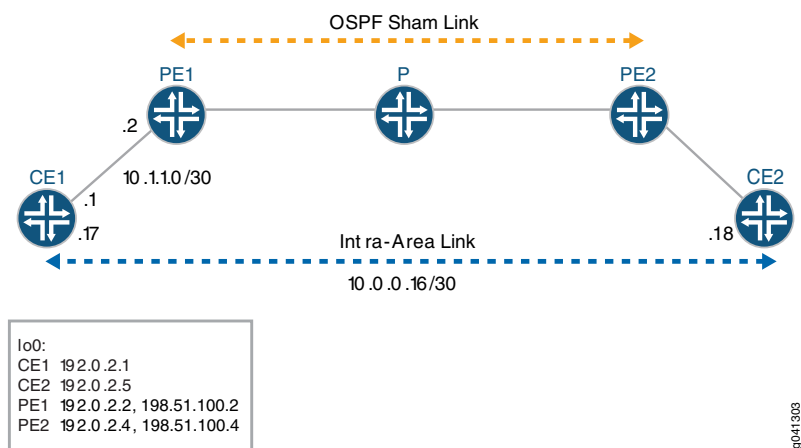 OSPF Sham Link
PE1
P
PE2
.2
10 .1.1.0 /30
CE1
CE2
.1
.17
Int ra-Area Link
.18
10 .0 .0 .16/30
lo0:
CE1 192.0 .2.1
CE2 192.0 .2.5
PE1 192.0 .2.2, 198.51.100.2
PE2 192.0 .2.4, 198.51.100.4
g041303